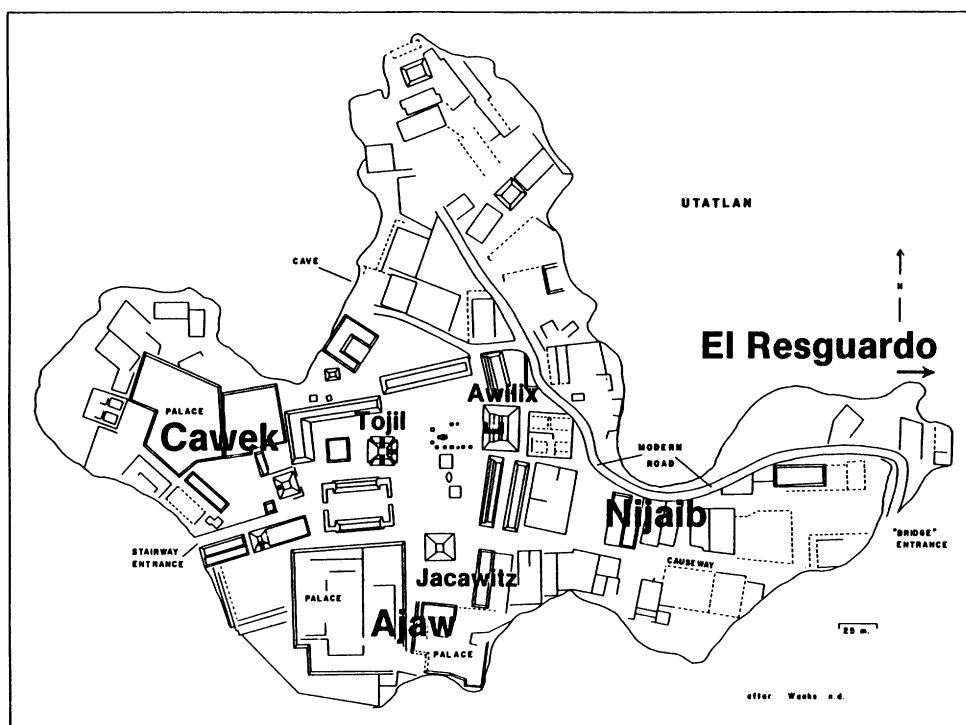 UTATLAN
CAVE
N
El Resguardo
Awilix
PALACE
Tojil
Cawek
MODERN
ROAD
Nijaib
STAIRWAY
ENTRANCE
"BRIDGE"
ENTRANCE
CAUSEWAY
Jacawitz
PALACE
Ajaw
PALACE
25 m.
after Weeks n.d.